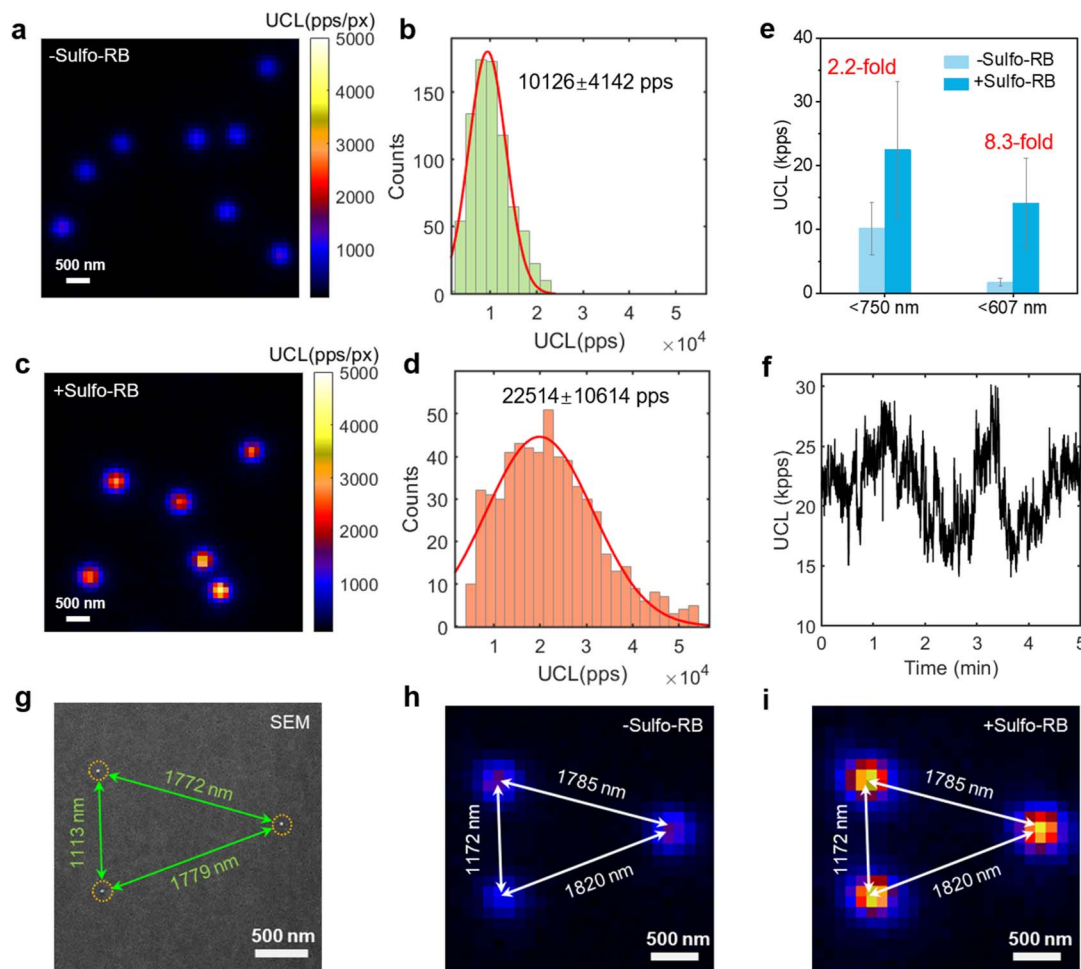 a
UCL(pps/px)
-Sulfo-RB
5000
4000
3000
2000
1000
500 nm
b
10126±4142 pps
Counts
150
100
50
0
1
2
3
4
5
UCL(pps)
×10⁴
e
UCL (kpps)
40
30
20
10
0
2.2-fold
-Sulfo-RB
+Sulfo-RB
8.3-fold
<750 nm
<607 nm
c
UCL(pps/px)
+Sulfo-RB
5000
4000
3000
2000
1000
500 nm
d
22514±10614 pps
Counts
50
40
30
20
10
0
1
2
3
4
5
UCL(pps)
×10⁴
f
UCL (kpps)
30
25
20
15
10
0
1
2
3
4
5
Time (min)
g
SEM
1772 nm
1113 nm
1779 nm
500 nm
h
-Sulfo-RB
1785 nm
1172 nm
1820 nm
500 nm
i
+Sulfo-RB
1785 nm
1172 nm
1820 nm
500 nm